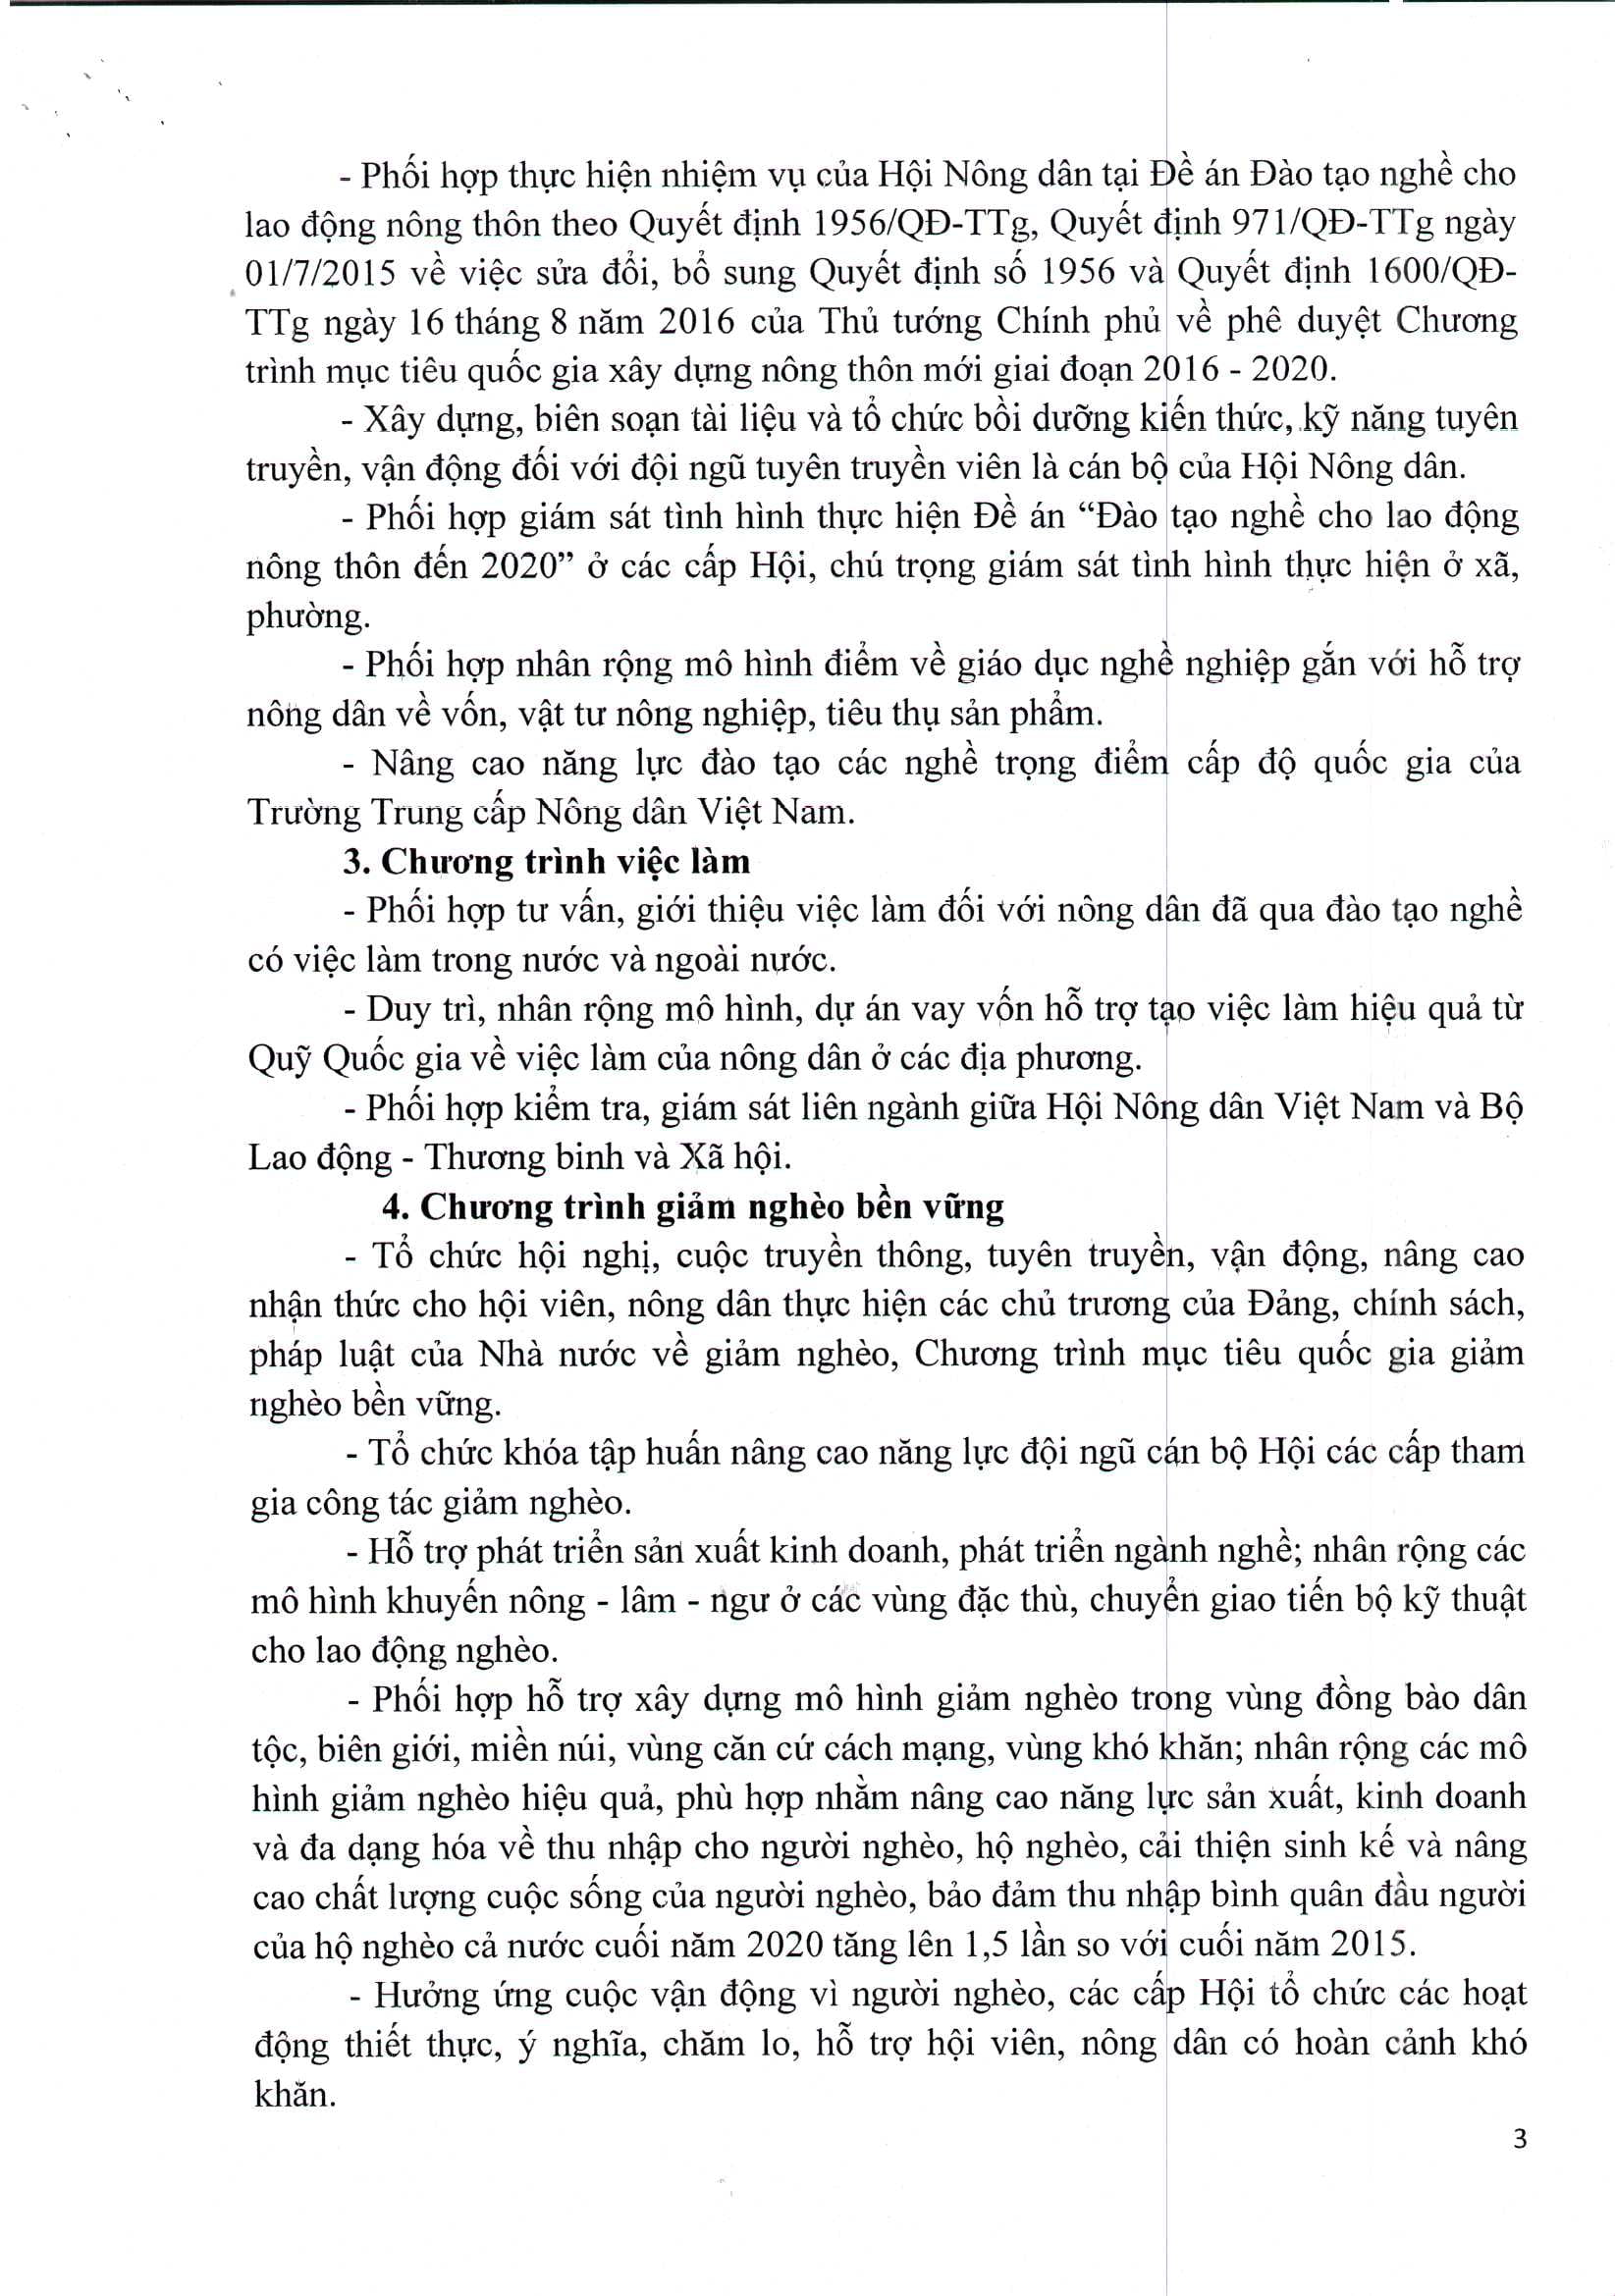 - Phối hợp thực hiện nhiệm vụ của Hội Nông dân tại Đề án Đào tạo nghề cho
lao động nông thôn theo Quyết định 1956/QĐ-TTg, Quyết định 971/QĐ-TTg ngày
01/7/2015 về việc sửa đổi, bổ sung Quyết định số 1956 và Quyết định 1600/QĐ-
TTg ngày 16 tháng 8 năm 2016 của Thủ tướng Chính phủ về phê duyệt Chương
trình mục tiêu quốc gia xây dựng nông thôn mới giai đoạn 2016 - 2020.
- Xây dựng, biên soạn tài liệu và tổ chức bồi dưỡng kiến thức, kỹ năng tuyên
truyền, vận động đối với đội ngũ tuyên truyền viên là cán bộ của Hội Nông dân.
- Phối hợp giám sát tình hình thực hiện Đề án “Đào tạo nghề cho lao động
nông thôn đến 2020” ở các cấp Hội, chú trọng giám sát tình hình thực hiện ở xã,
phường.
- Phối hợp nhân rộng mô hình điểm về giáo dục nghề nghiệp gắn với hỗ trợ
nông dân về vốn, vật tư nông nghiệp, tiêu thụ sản phẩm.
- Nâng cao năng lực đào tạo các nghề trọng điểm cấp độ quốc gia của
Trường Trung cấp Nông dân Việt Nam.
3. Chương trình việc làm
- Phối hợp tư vấn, giới thiệu việc làm đối với nông dân đã qua đào tạo nghề
có việc làm trong nước và ngoài nước.
- Duy trì, nhân rộng mô hình, dự án vay vốn hỗ trợ tạo việc làm hiệu quả từ
Quỹ Quốc gia về việc làm của nông dân ở các địa phương.
- Phối hợp kiểm tra, giám sát liên ngành giữa Hội Nông dân Việt Nam và Bộ
Lao động - Thương binh và Xã hội.
4. Chương trình giảm nghèo bền vững
- Tổ chức hội nghị, cuộc truyền thông, tuyên truyền, vận động, nâng cao
nhận thức cho hội viên, nông dân thực hiện các chủ trương của Đảng, chính sách,
pháp luật của Nhà nước về giảm nghèo, Chương trình mục tiêu quốc gia giảm
nghèo bền vững.
- Tổ chức khóa tập huấn nâng cao năng lực đội ngũ cán bộ Hội các cấp tham
gia công tác giảm nghèo.
- Hỗ trợ phát triển sản xuất kinh doanh, phát triển ngành nghề; nhân rộng các
mô hình khuyến nông - lâm - ngư ở các vùng đặc thù, chuyển giao tiến bộ kỹ thuật
cho lao động nghèo.
- Phối hợp hỗ trợ xây dựng mô hình giảm nghèo trong vùng đồng bào dân
tộc, biên giới, miền núi, vùng căn cứ cách mạng, vùng khó khăn; nhân rộng các mô
hình giảm nghèo hiệu quả, phù hợp nhằm nâng cao năng lực sản xuất, kinh doanh
và đa dạng hóa về thu nhập cho người nghèo, hộ nghèo, cải thiện sinh kế và nâng
cao chất lượng cuộc sống của người nghèo, bảo đảm thu nhập bình quân đầu người
của hộ nghèo cả nước cuối năm 2020 tăng lên 1,5 lần so với cuối năm 2015.
- Hưởng ứng cuộc vận động vì người nghèo, các cấp Hội tổ chức các hoạt
động thiết thực, ý nghĩa, chăm lo, hỗ trợ hội viên, nông dân có hoàn cảnh khó
khăn.
3